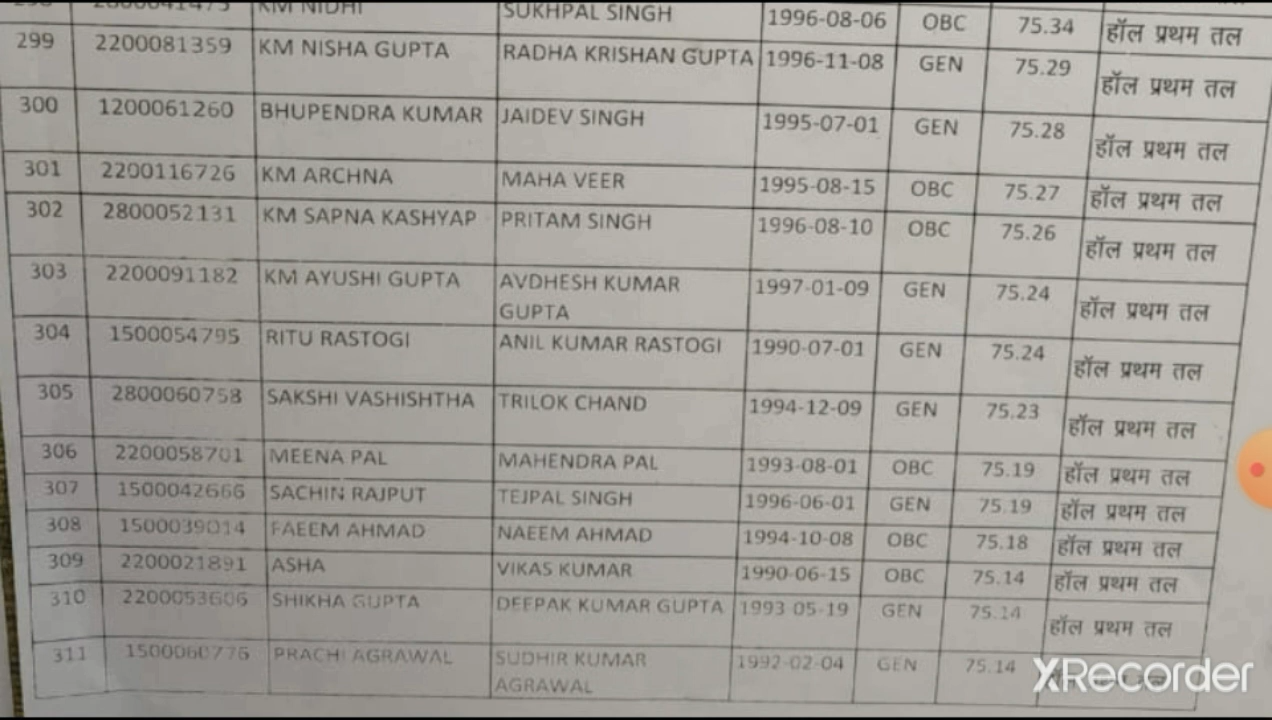 KM NIDHI SUKHPAL SINGH 1996-08-06 OBC 75.34 हॉल प्रथम तल
299 2200081359 KM NISHA GUPTA RADHA KRISHAN GUPTA 1996-11-08 GEN 75.29 हॉल प्रथम तल
300 1200061260 BHUPENDRA KUMAR JAIDEV SINGH 1995-07-01 GEN 75.28 हॉल प्रथम तल
301 2200116726 KM ARCHNA MAHA VEER 1995-08-15 OBC 75.27 हॉल प्रथम तल
302 2800052131 KM SAPNA KASHYAP PRITAM SINGH 1996-08-10 OBC 75.26 हॉल प्रथम तल
303 2200091182 KM AYUSHI GUPTA AVDHESH KUMAR 1997-01-09 GEN 75.24 हॉल प्रथम तल
GUPTA
304 1500054795 RITU RASTOGI ANIL KUMAR RASTOGI 1990-07-01 GEN 75.24 हॉल प्रथम तल
305 2800060758 SAKSHI VASHISHTHA TRILOK CHAND 1994-12-09 GEN 75.23 हॉल प्रथम तल
306 2200058701 MEENA PAL MAHENDRA PAL 1993-08-01 OBC 75.19 हॉल प्रथम तल
307 1500042666 SACHIN RAJPUT TEJPAL SINGH 1996-06-01 GEN 75.19 हॉल प्रथम तल
308 1500039014 FAEEM AHMAD NAEEM AHMAD 1994-10-08 OBC 75.18 हॉल प्रथम तल
309 2200021891 ASHA VIKAS KUMAR 1990-06-15 OBC 75.14 हॉल प्रथम तल
310 2200053606 SHIKHA GUPTA DEEPAK KUMAR GUPTA 1993-05-19 GEN 75.14 हॉल प्रथम तल
311 1500060776 PRACHI AGRAWAL SUDHIR KUMAR 1992-02-04 GEN 75.14
AGRAWAL
XRecorder